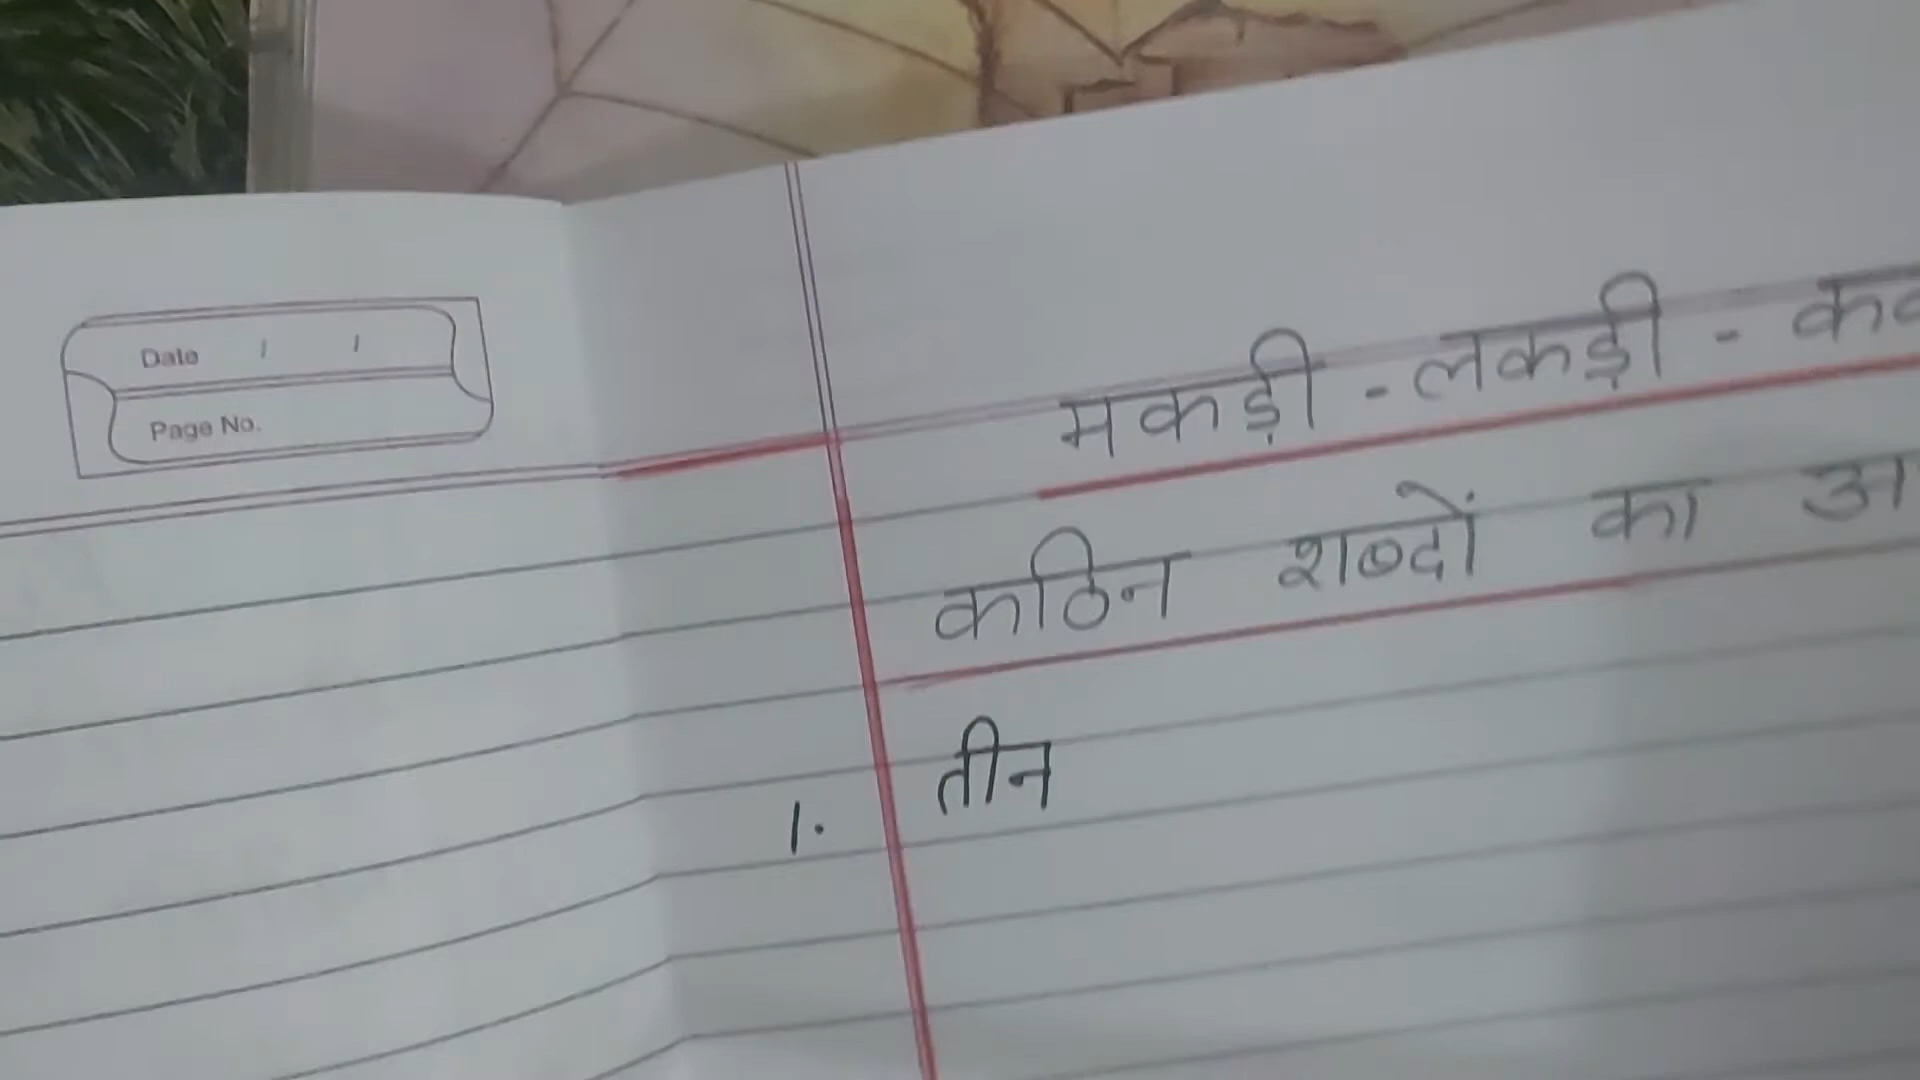 Date / /
Page No.
मकड़ी - लकड़ी -
कठिन शब्दों का
1. तीन